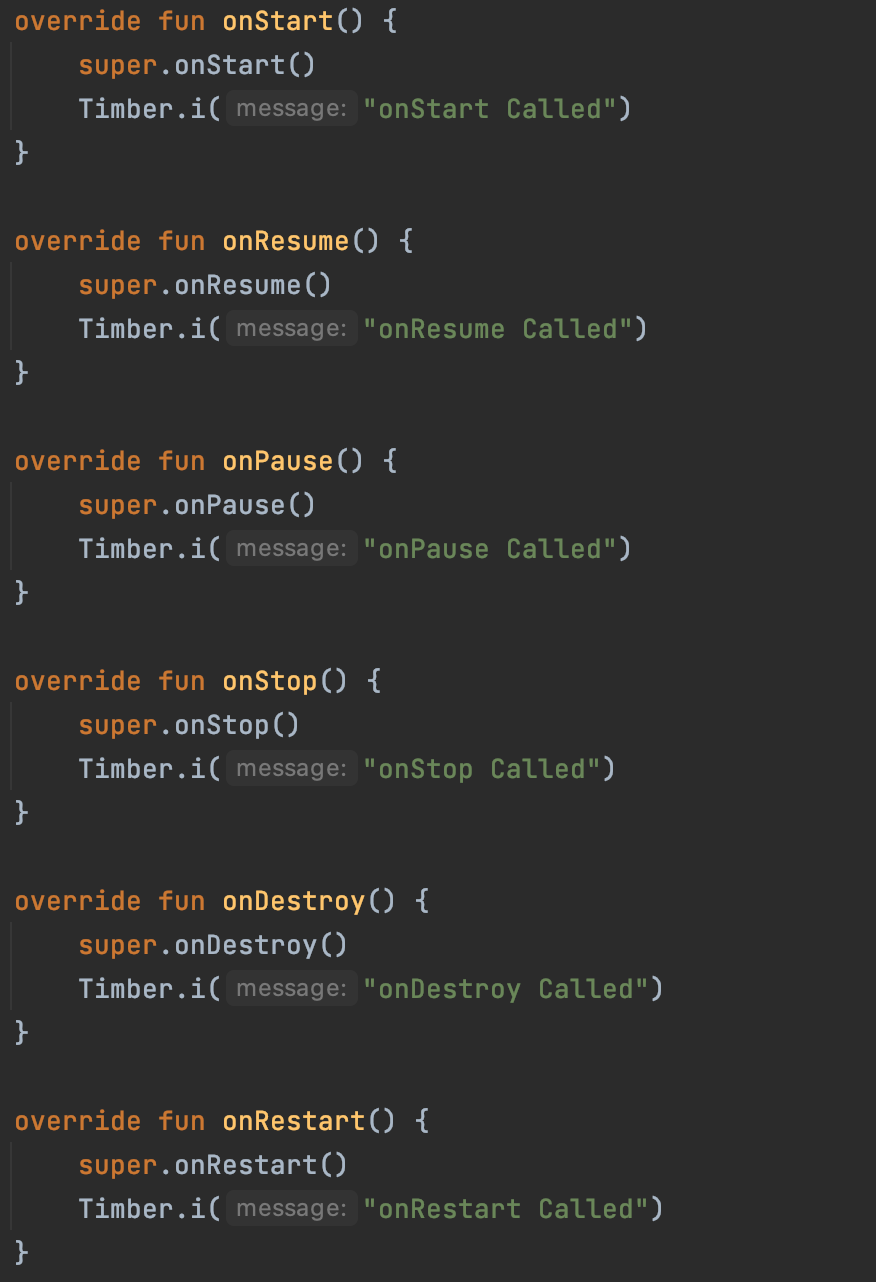 override fun onStart() {
    super.onStart()
    Timber.i( message: "onStart Called")
}

override fun onResume() {
    super.onResume()
    Timber.i( message: "onResume Called")
}

override fun onPause() {
    super.onPause()
    Timber.i( message: "onPause Called")
}

override fun onStop() {
    super.onStop()
    Timber.i( message: "onStop Called")
}

override fun onDestroy() {
    super.onDestroy()
    Timber.i( message: "onDestroy Called")
}

override fun onRestart() {
    super.onRestart()
    Timber.i( message: "onRestart Called")
}